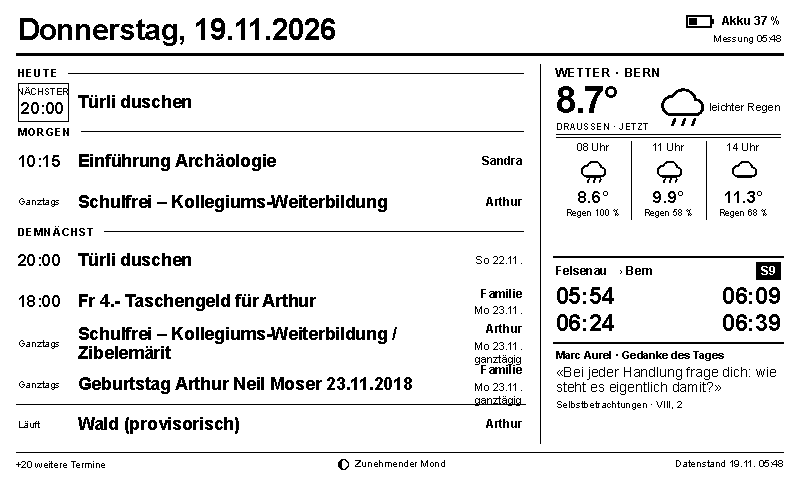 Donnerstag, 19.11.2026
Akku 37 %
Messung 05:48
HEUTE
NÄCHSTER
20:00 Türli duschen
MORGEN
10:15 Einführung Archäologie Sandra
Ganztags Schulfrei – Kollegiums-Weiterbildung Arthur
DEMNÄCHST
20:00 Türli duschen So 22.11.
18:00 Fr 4.- Taschengeld für Arthur Familie
Mo 23.11.
Ganztags Schulfrei – Kollegiums-Weiterbildung / Zibelemärit Arthur
Mo 23.11.
ganztägig
Ganztags Geburtstag Arthur Neil Moser 23.11.2018 Familie
Mo 23.11.
ganztägig
Läuft Wald (provisorisch) Arthur
WETTER · BERN
8.7° leichter Regen
DRAUSSEN · JETZT
08 Uhr 11 Uhr 14 Uhr
8.6° 9.9° 11.3°
Regen 100 % Regen 58 % Regen 68 %
Felsenau › Bern S9
05:54 06:09
06:24 06:39
Marc Aurel · Gedanke des Tages
«Bei jeder Handlung frage dich: wie
steht es eigentlich damit?»
Selbstbetrachtungen · VIII, 2
+20 weitere Termine
Zunehmender Mond
Datenstand 19.11. 05:48